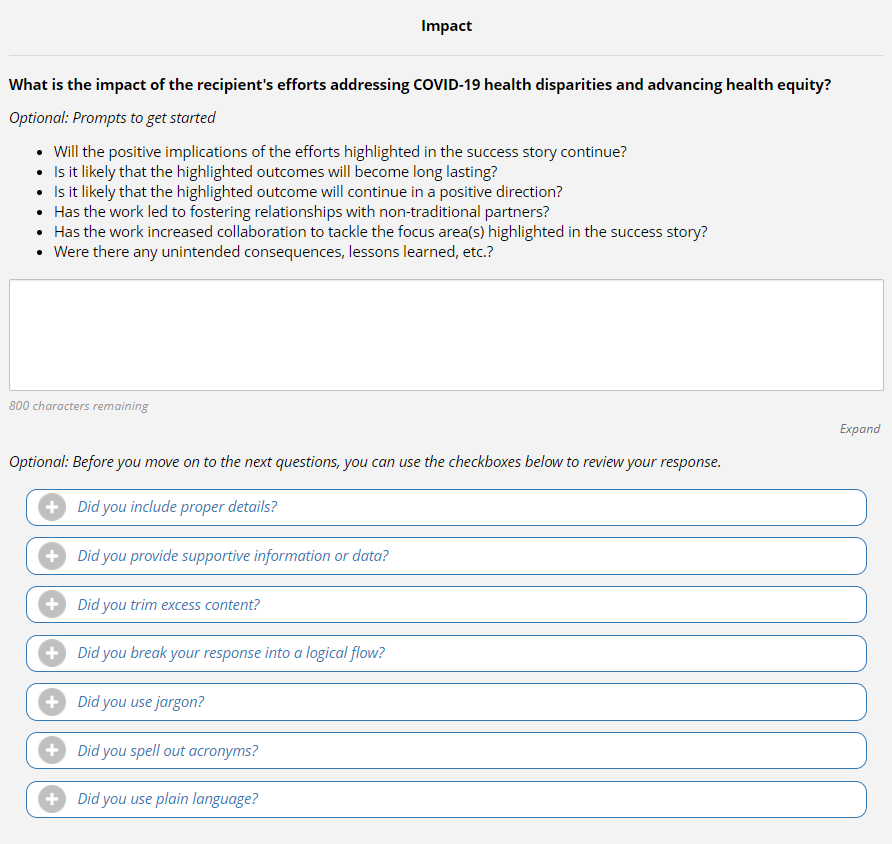 Impact
What is the impact of the recipient's efforts addressing COVID-19 health disparities and advancing health equity?
Optional: Prompts to get started
• Will the positive implications of the efforts highlighted in the success story continue?
• Is it likely that the highlighted outcomes will become long lasting?
• Is it likely that the highlighted outcome will continue in a positive direction?
• Has the work led to fostering relationships with non-traditional partners?
• Has the work increased collaboration to tackle the focus area(s) highlighted in the success story?
• Were there any unintended consequences, lessons learned, etc.?
800 characters remaining
Expand
Optional: Before you move on to the next questions, you can use the checkboxes below to review your response.
Did you include proper details?
Did you provide supportive information or data?
Did you trim excess content?
Did you break your response into a logical flow?
Did you use jargon?
Did you spell out acronyms?
Did you use plain language?